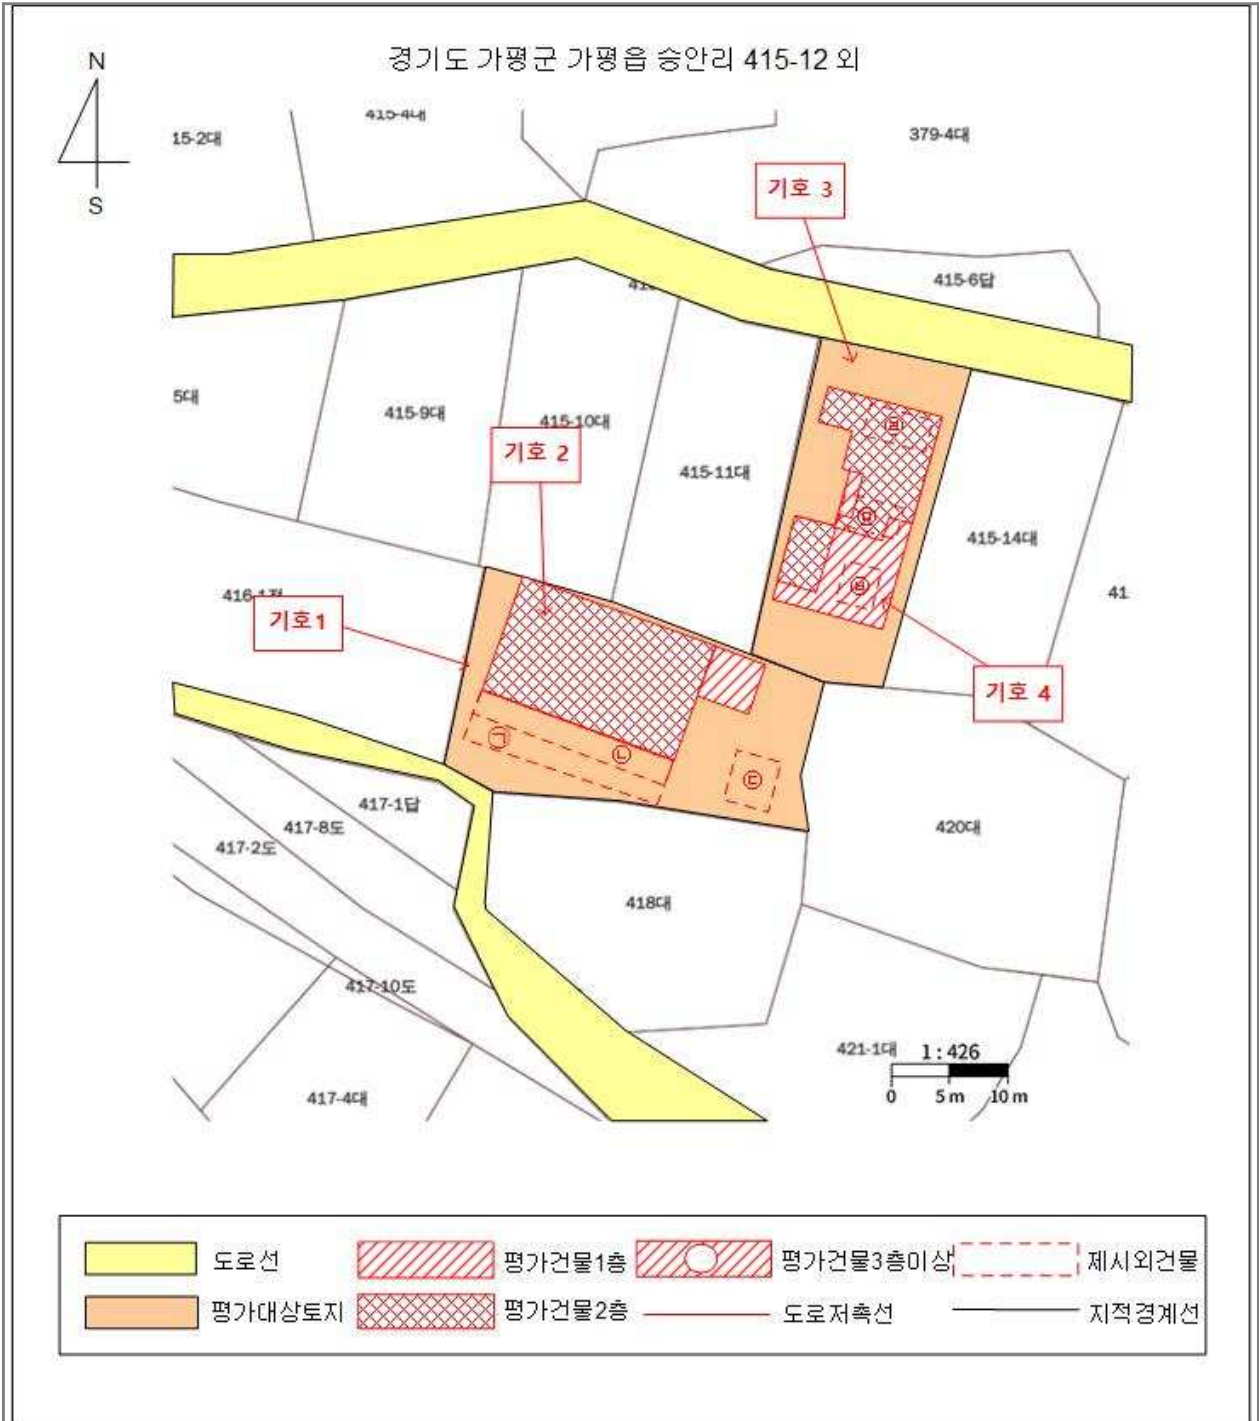 경기도 가평군 가평읍 승안리 415-12 외
N
S
415-4대
15-2대
379-4대
기호 3
415-6답
5대
415-9대
415-10대
기호 2
415-11대
415-14대
41
416-1전
기호1
기호 4
ㄱ
ㄴ
ㄷ
ㅁ
ㅂ
417-1답
417-8도
417-2도
420대
418대
417-10도
421-1대
1 : 426
0 5 m 10 m
417-4대
도로선 평가건물1층 평가건물3층이상 제시외건물
평가대상토지 평가건물2층 도로저촉선 지적경계선